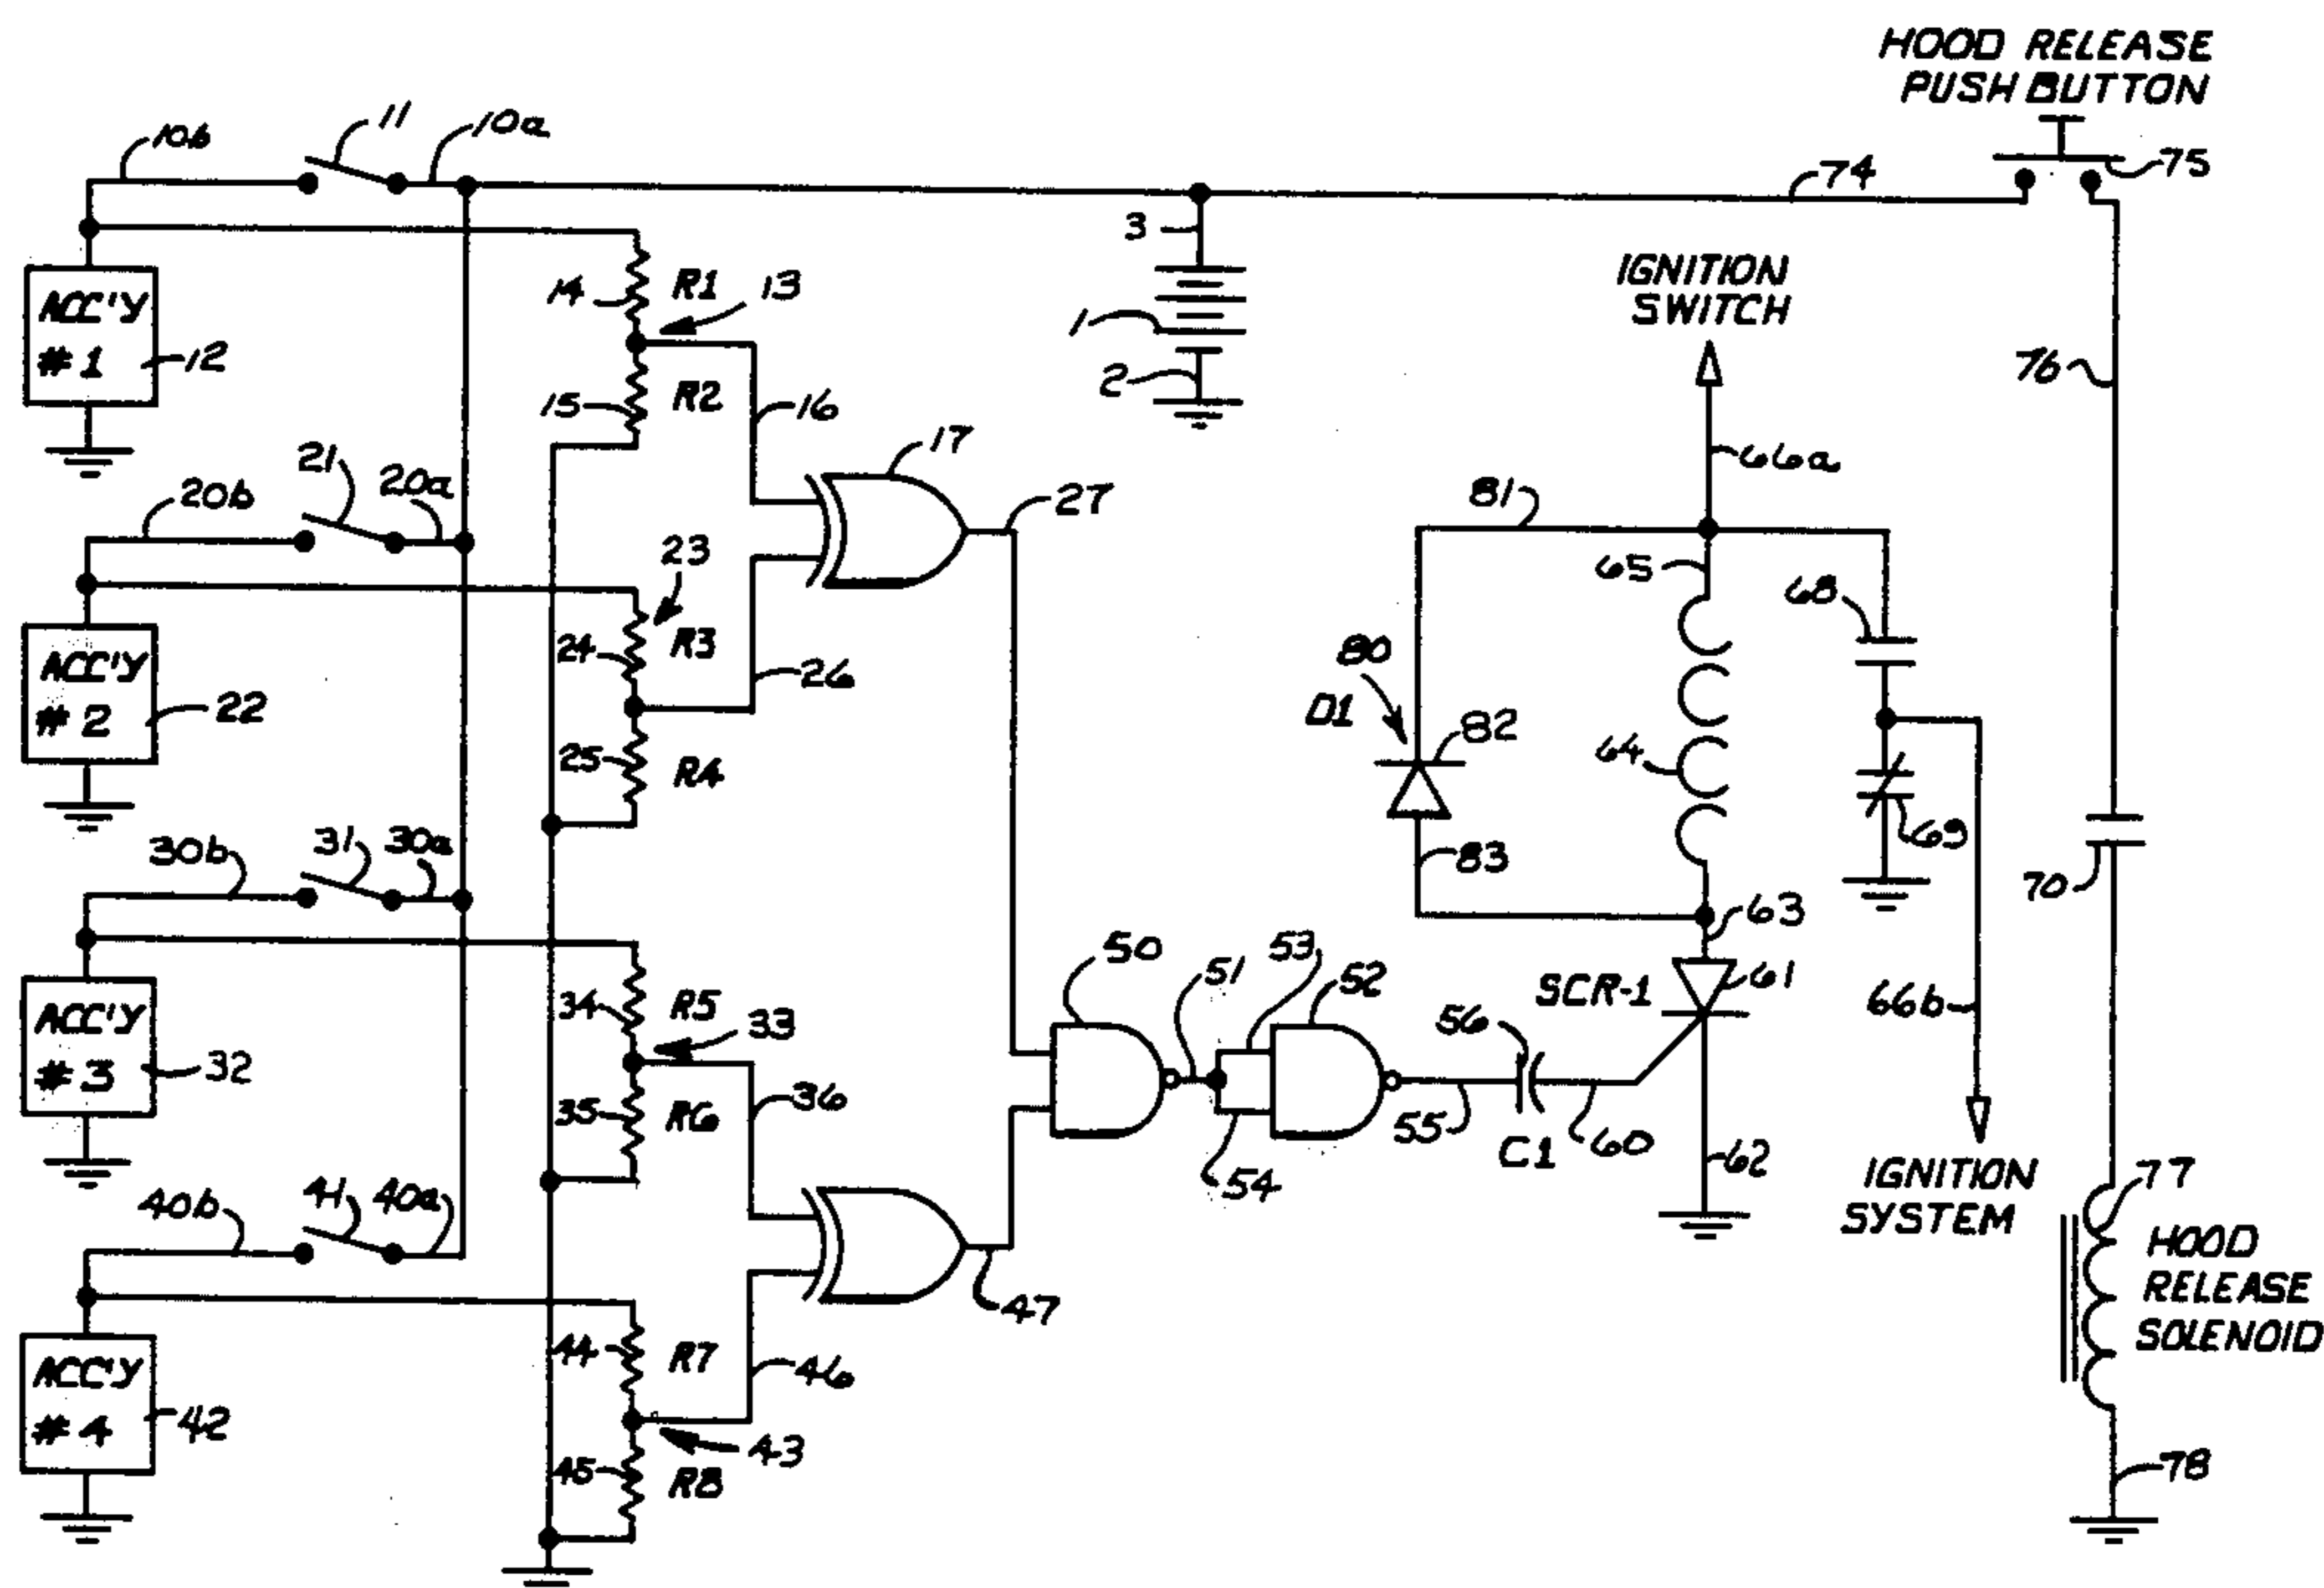 HOOD RELEASE
PUSH BUTTON
10b
11
10a
74
75
3
IGNITION
SWITCH
14
R1
13
ACC'Y
#1
12
1
2
76
15
R2
16
17
66a
20b
21
20a
27
81
23
65
68
ACC'Y
#2
22
24
R3
26
80
D1
82
64
25
R4
30b
31
30a
83
69
70
63
50
51
53
52
SCR-1
61
ACC'Y
#3
32
34
R5
33
56
66b
35
R6
36
55
C1
60
62
54
40b
41
40a
IGNITION
SYSTEM
77
HOOD
RELEASE
SOLENOID
47
ACC'Y
#4
42
44
R7
46
43
45
R8
78